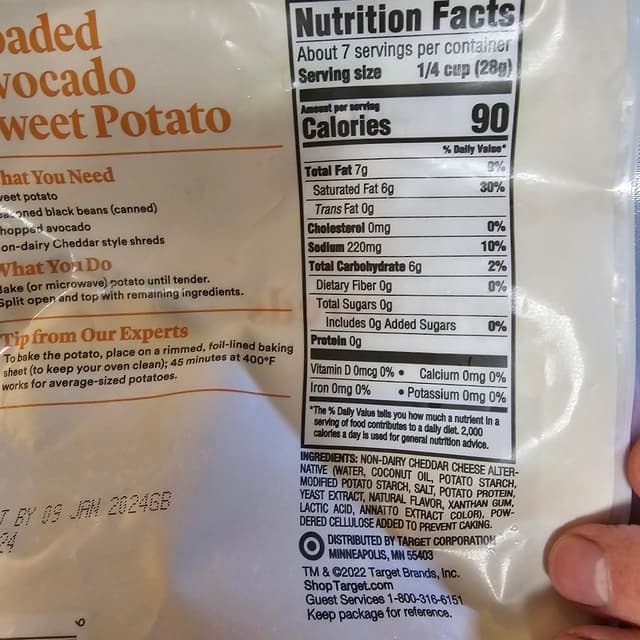 oaded
vocado
weet Potato
hat You Need
weet potato
black beans (canned)
hopped avocado
on-dairy Cheddar style shreds
What You Do
Bake (or microwave) potato until tender.
Split open and top with remaining ingredients.
Tip from Our Experts
To bake the potato, place on a rimmed, foil-lined baking
sheet (to keep your oven clean); 45 minutes at 400°F
works for average-sized potatoes.
T BY 09 JAN 2024GB
24
Nutrition Facts
About 7 servings per container
Serving size 1/4 cup (28g)
Amount per serving
Calories 90
% Daily Value*
Total Fat 7g 9%
Saturated Fat 6g 30%
Trans Fat 0g
Cholesterol 0mg 0%
Sodium 220mg 10%
Total Carbohydrate 6g 2%
Dietary Fiber 0g 0%
Total Sugars 0g
Includes 0g Added Sugars 0%
Protein 0g
Vitamin D 0mcg 0% • Calcium 0mg 0%
Iron 0mg 0% • Potassium 0mg 0%
*The % Daily Value tells you how much a nutrient in a
serving of food contributes to a daily diet. 2,000
calories a day is used for general nutrition advice.
INGREDIENTS: NON-DAIRY CHEDDAR CHEESE ALTER-
NATIVE (WATER, COCONUT OIL, POTATO STARCH,
MODIFIED POTATO STARCH, SALT, POTATO PROTEIN,
YEAST EXTRACT, NATURAL FLAVOR, XANTHAN GUM,
LACTIC ACID, ANNATTO EXTRACT COLOR), POW-
DERED CELLULOSE ADDED TO PREVENT CAKING.
DISTRIBUTED BY TARGET CORPORATION
MINNEAPOLIS, MN 55403
TM & ©2022 Target Brands, Inc.
ShopTarget.com
Guest Services 1-800-316-6151
Keep package for reference.